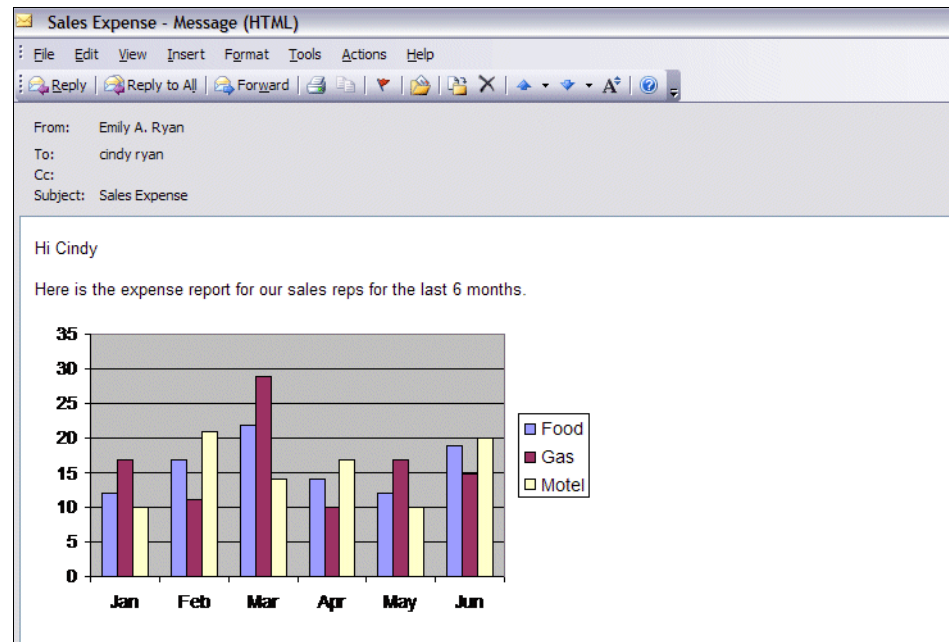 Sales Expense - Message (HTML)
File Edit View Insert Format Tools Actions Help
Reply Reply to All Forward
From: Emily A. Ryan
To: cindy ryan
Cc:
Subject: Sales Expense
Hi Cindy
Here is the expense report for our sales reps for the last 6 months.
35
30
25
20
15
10
5
0
Jan Feb Mar Apr May Jun
Food
Gas
Motel